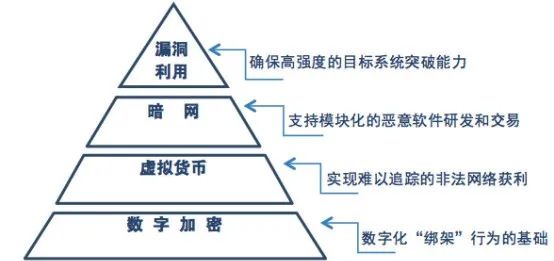 漏洞
利用
确保高强度的目标系统突破能力
暗 网
支持模块化的恶意软件研发和交易
虚拟货币
实现难以追踪的非法网络获利
数字加密
数字化“绑架”行为的基础